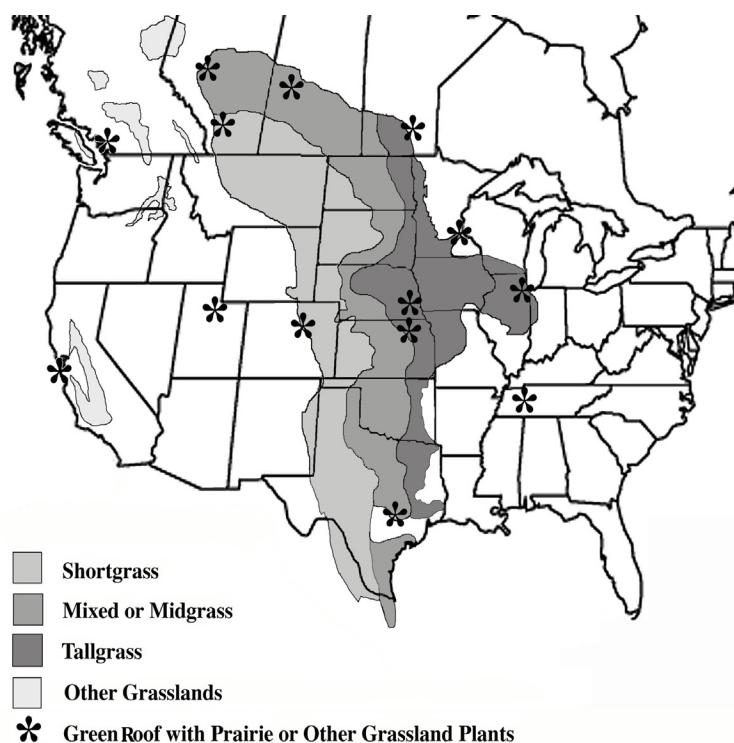 Shortgrass
Mixed or Midgrass
Tallgrass
Other Grasslands
Green Roof with Prairie or Other Grassland Plants